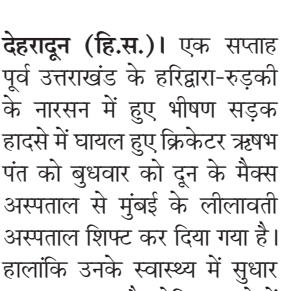 देहरादून (हि.स.)। एक सप्ताह
पूर्व उत्तराखंड के हरिद्वारा-रुड़की
के नारसन में हुए भीषण सड़क
हादसे में घायल हुए क्रिकेटर ऋषभ
पंत को बुधवार को दून के मैक्स
अस्पताल से मुंबई के लीलावती
अस्पताल शिफ्ट कर दिया गया है।
हालांकि उनके स्वास्थ्य में सुधार